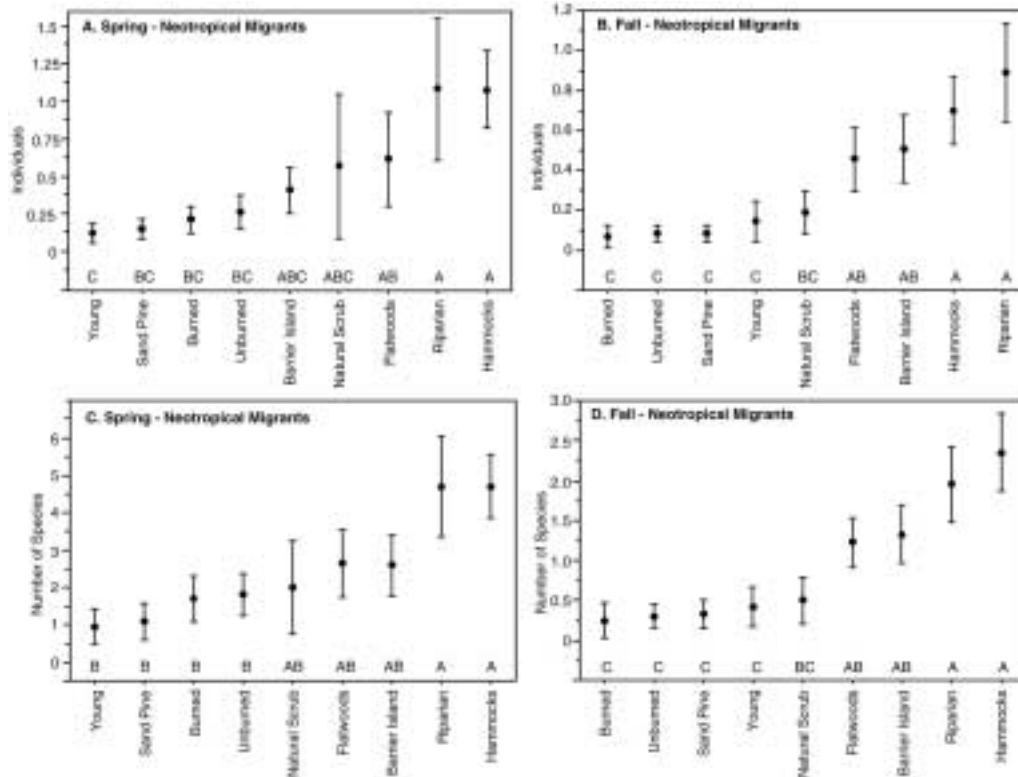 A. Spring - Neotropical Migrants
Individuals
1.5
1.25
1.0
0.75
0.5
0.25
0
C BC BC BC ABC ABC AB A A
Young
Sand Pine
Burned
Unburned
Barrier Island
Natural Scrub
Flatwoods
Riparian
Hammocks
B. Fall - Neotropical Migrants
Individuals
1.2
1.0
0.8
0.6
0.4
0.2
0
C C C C BC AB AB A A
Burned
Unburned
Sand Pine
Young
Natural Scrub
Flatwoods
Barrier Island
Hammocks
Riparian
C. Spring - Neotropical Migrants
Number of Species
6
5
4
3
2
1
0
B B B B AB AB AB A A
Young
Sand Pine
Burned
Unburned
Natural Scrub
Flatwoods
Barrier Island
Riparian
Hammocks
D. Fall - Neotropical Migrants
Number of Species
3.0
2.5
2.0
1.5
1.0
0.5
0
C C C C BC AB AB A A
Burned
Unburned
Sand Pine
Young
Natural Scrub
Flatwoods
Barrier Island
Riparian
Hammocks